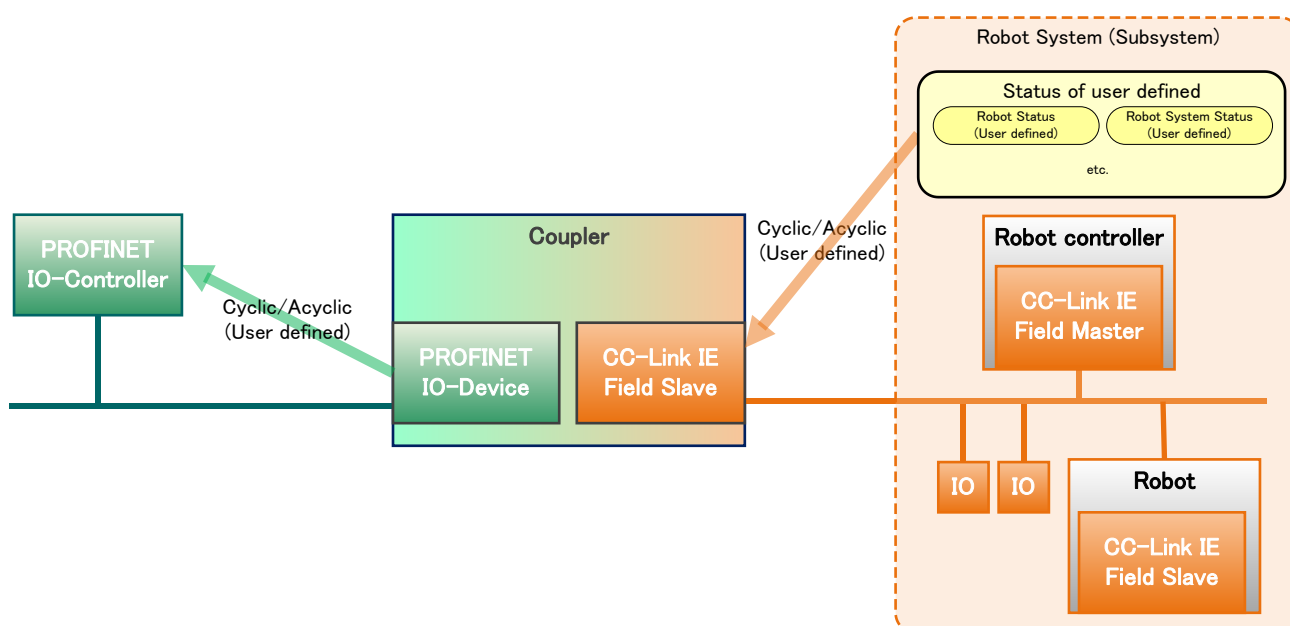 Robot System (Subsystem)
Status of user defined
Robot Status
(User defined)
Robot System Status
(User defined)
etc.
PROFINET
IO-Controller
Cyclic/Acyclic
(User defined)
Coupler
PROFINET
IO-Device
CC-Link IE
Field Slave
Cyclic/Acyclic
(User defined)
Robot controller
CC-Link IE
Field Master
IO
IO
Robot
CC-Link IE
Field Slave